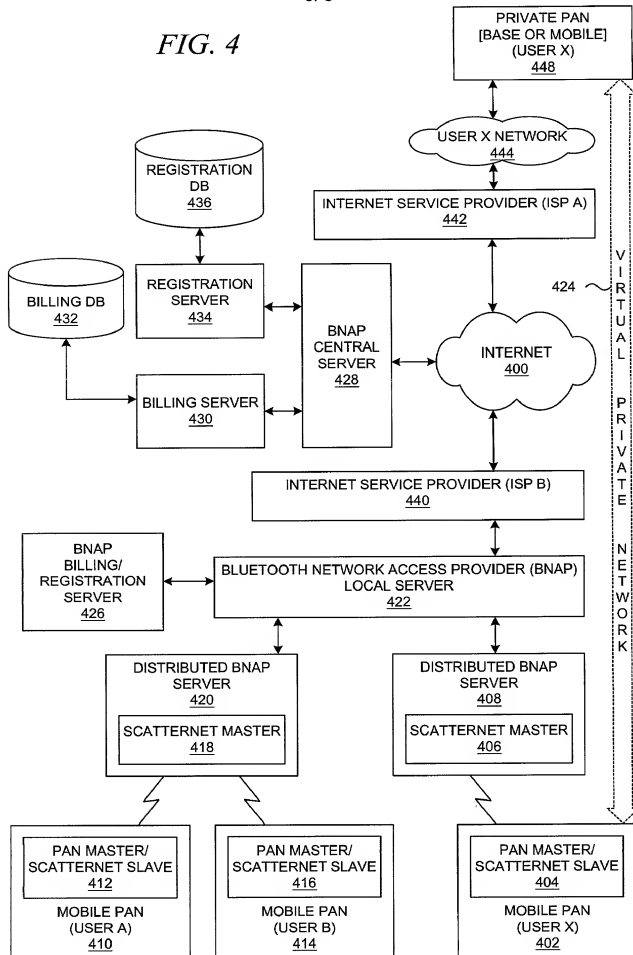 FIG. 4
PRIVATE PAN
[BASE OR MOBILE]
(USER X)
448
USER X NETWORK
444
REGISTRATION
DB
436
INTERNET SERVICE PROVIDER (ISP A)
442
BILLING DB
432
REGISTRATION
SERVER
434
BNAP
CENTRAL
SERVER
428
INTERNET
400
424
VIRTUAL PRIVATE NETWORK
BILLING SERVER
430
INTERNET SERVICE PROVIDER (ISP B)
440
BNAP
BILLING/
REGISTRATION
SERVER
426
BLUETOOTH NETWORK ACCESS PROVIDER (BNAP)
LOCAL SERVER
422
DISTRIBUTED BNAP
SERVER
420
SCATTERNET MASTER
418
DISTRIBUTED BNAP
SERVER
408
SCATTERNET MASTER
406
PAN MASTER/
SCATTERNET SLAVE
412
MOBILE PAN
(USER A)
410
PAN MASTER/
SCATTERNET SLAVE
416
MOBILE PAN
(USER B)
414
PAN MASTER/
SCATTERNET SLAVE
404
MOBILE PAN
(USER X)
402